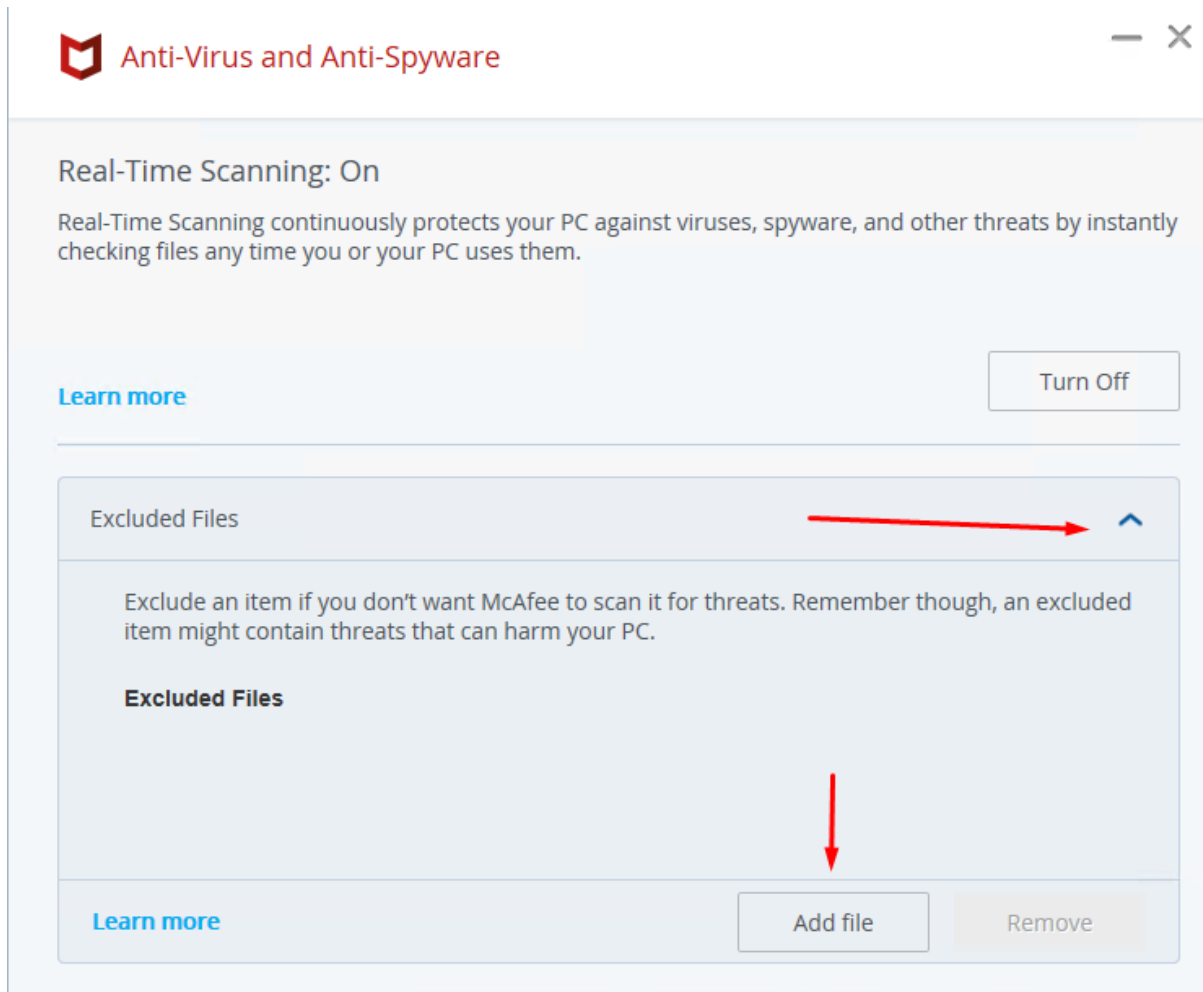 Anti-Virus and Anti-Spyware
Real-Time Scanning: On
Real-Time Scanning continuously protects your PC against viruses, spyware, and other threats by instantly
checking files any time you or your PC uses them.
Learn more
Turn Off
Excluded Files
Exclude an item if you don't want McAfee to scan it for threats. Remember though, an excluded
item might contain threats that can harm your PC.
Excluded Files
Learn more
Add file
Remove